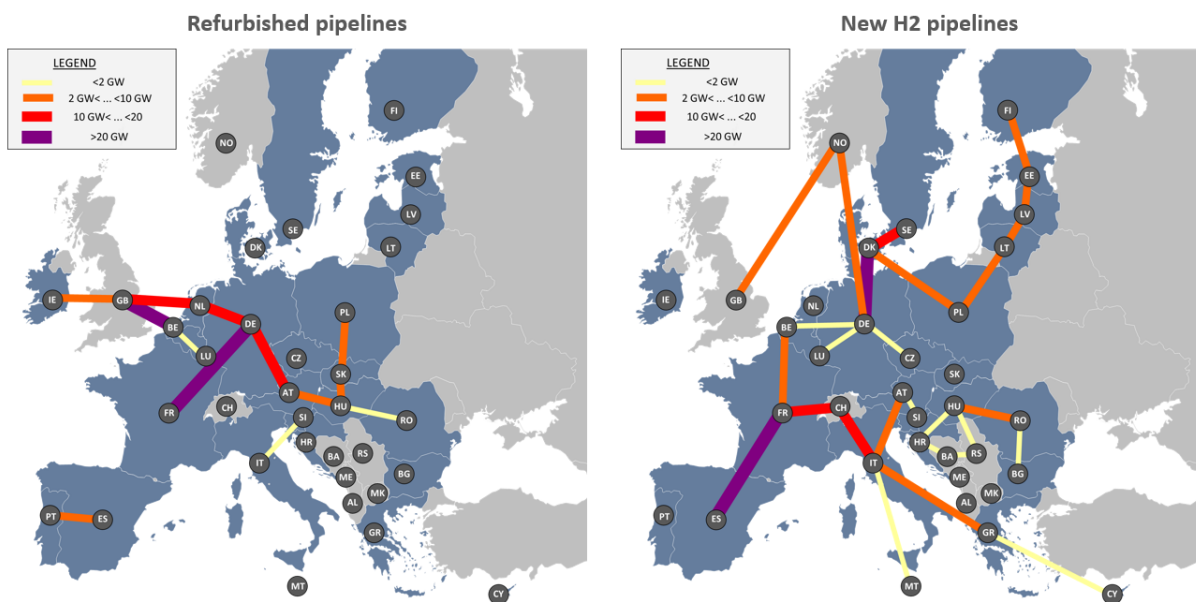 Refurbished pipelines
LEGEND
<2 GW
2 GW< ... <10 GW
10 GW< ... <20
>20 GW
FI
NO
EE
LV
SE
DK
LT
IE
GB
NL
PL
BE
DE
LU
CZ
SK
AT
CH
HU
FR
SI
RO
HR
RS
BA
IT
BG
ME
MK
AL
PT
ES
GR
MT
CY
New H2 pipelines
LEGEND
<2 GW
2 GW< ... <10 GW
10 GW< ... <20
>20 GW
FI
NO
EE
LV
SE
DK
LT
IE
GB
NL
PL
BE
DE
LU
CZ
SK
AT
CH
HU
FR
SI
RO
HR
RS
BA
IT
BG
ME
MK
AL
PT
ES
GR
MT
CY